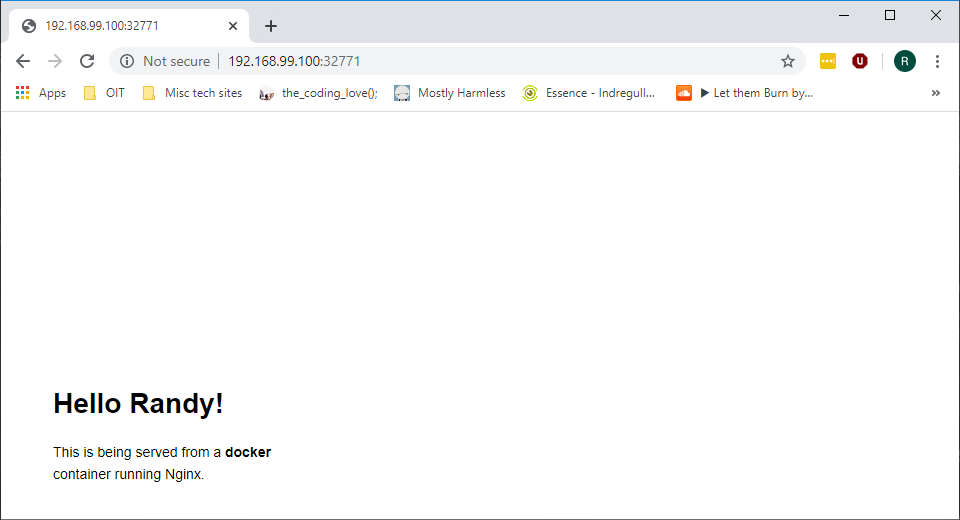 192.168.99.100:32771
Not secure 192.168.99.100:32771 R
Apps OIT Misc tech sites the_coding_love(); Mostly Harmless Essence - Indregull... ▶ Let them Burn by... »
Hello Randy!
This is being served from a docker
container running Nginx.